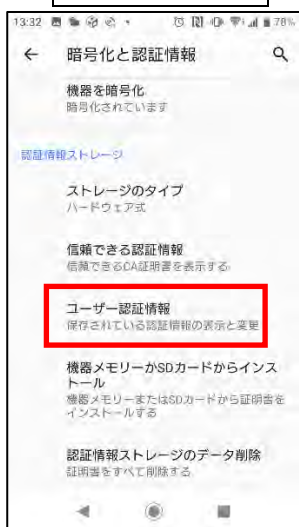 13:32 78%
← 暗号化と認証情報
機器を暗号化
暗号化されています
認証情報ストレージ
ストレージのタイプ
ハードウェア式
信頼できる認証情報
信頼できるCA証明書を表示する
ユーザー認証情報
保存されている認証情報の表示と変更
機器メモリーかSDカードからインス
トール
機器メモリーまたはSDカードから証明書を
インストールする
認証情報ストレージのデータ削除
証明書をすべて削除する